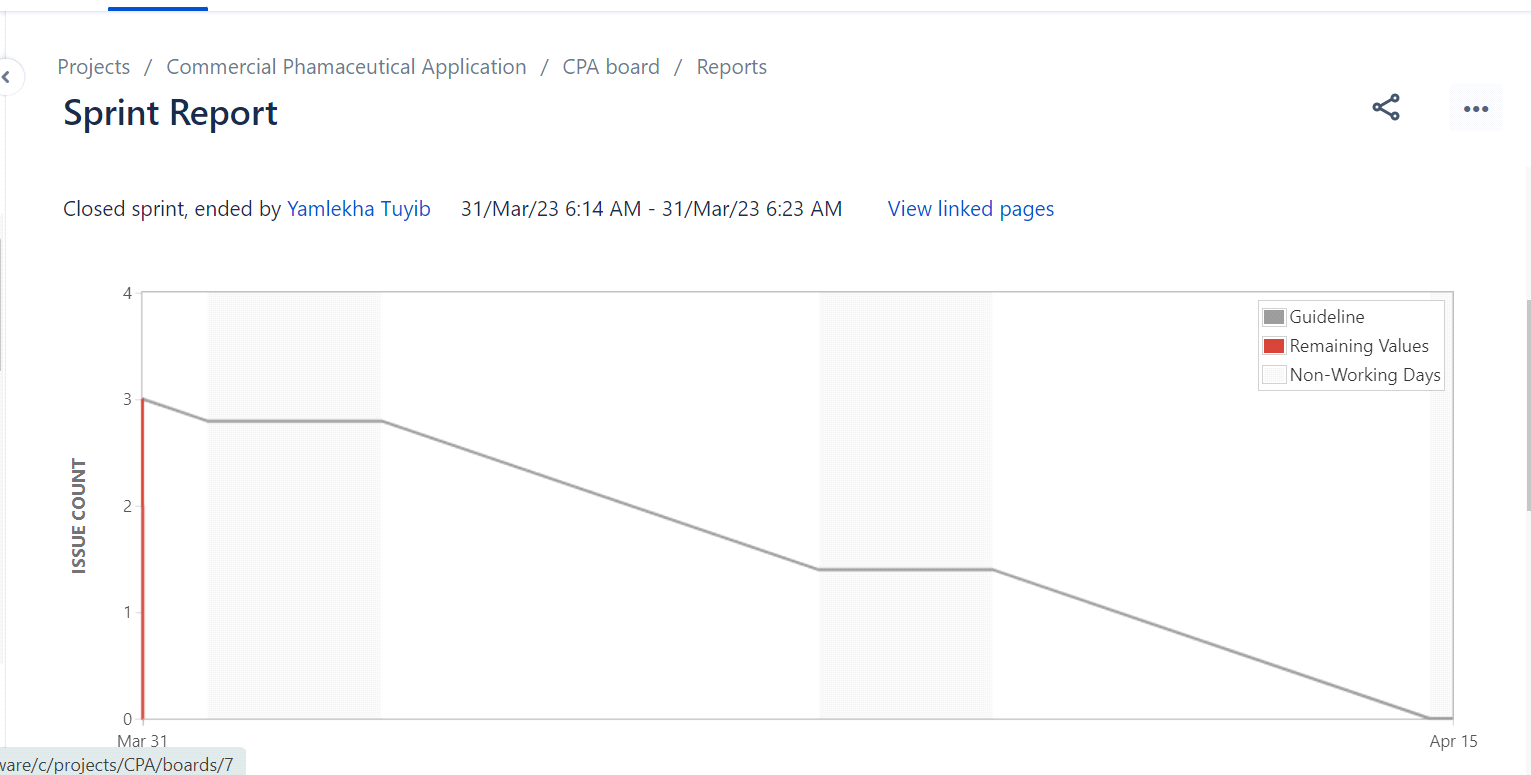 Projects / Commercial Phamaceutical Application / CPA board / Reports
Sprint Report
Closed sprint, ended by Yamlekha Tuyib 31/Mar/23 6:14 AM - 31/Mar/23 6:23 AM View linked pages
4
3
2
1
0
ISSUE COUNT
Guideline
Remaining Values
Non-Working Days
Mar 31
Apr 15
ware/c/projects/CPA/boards/7